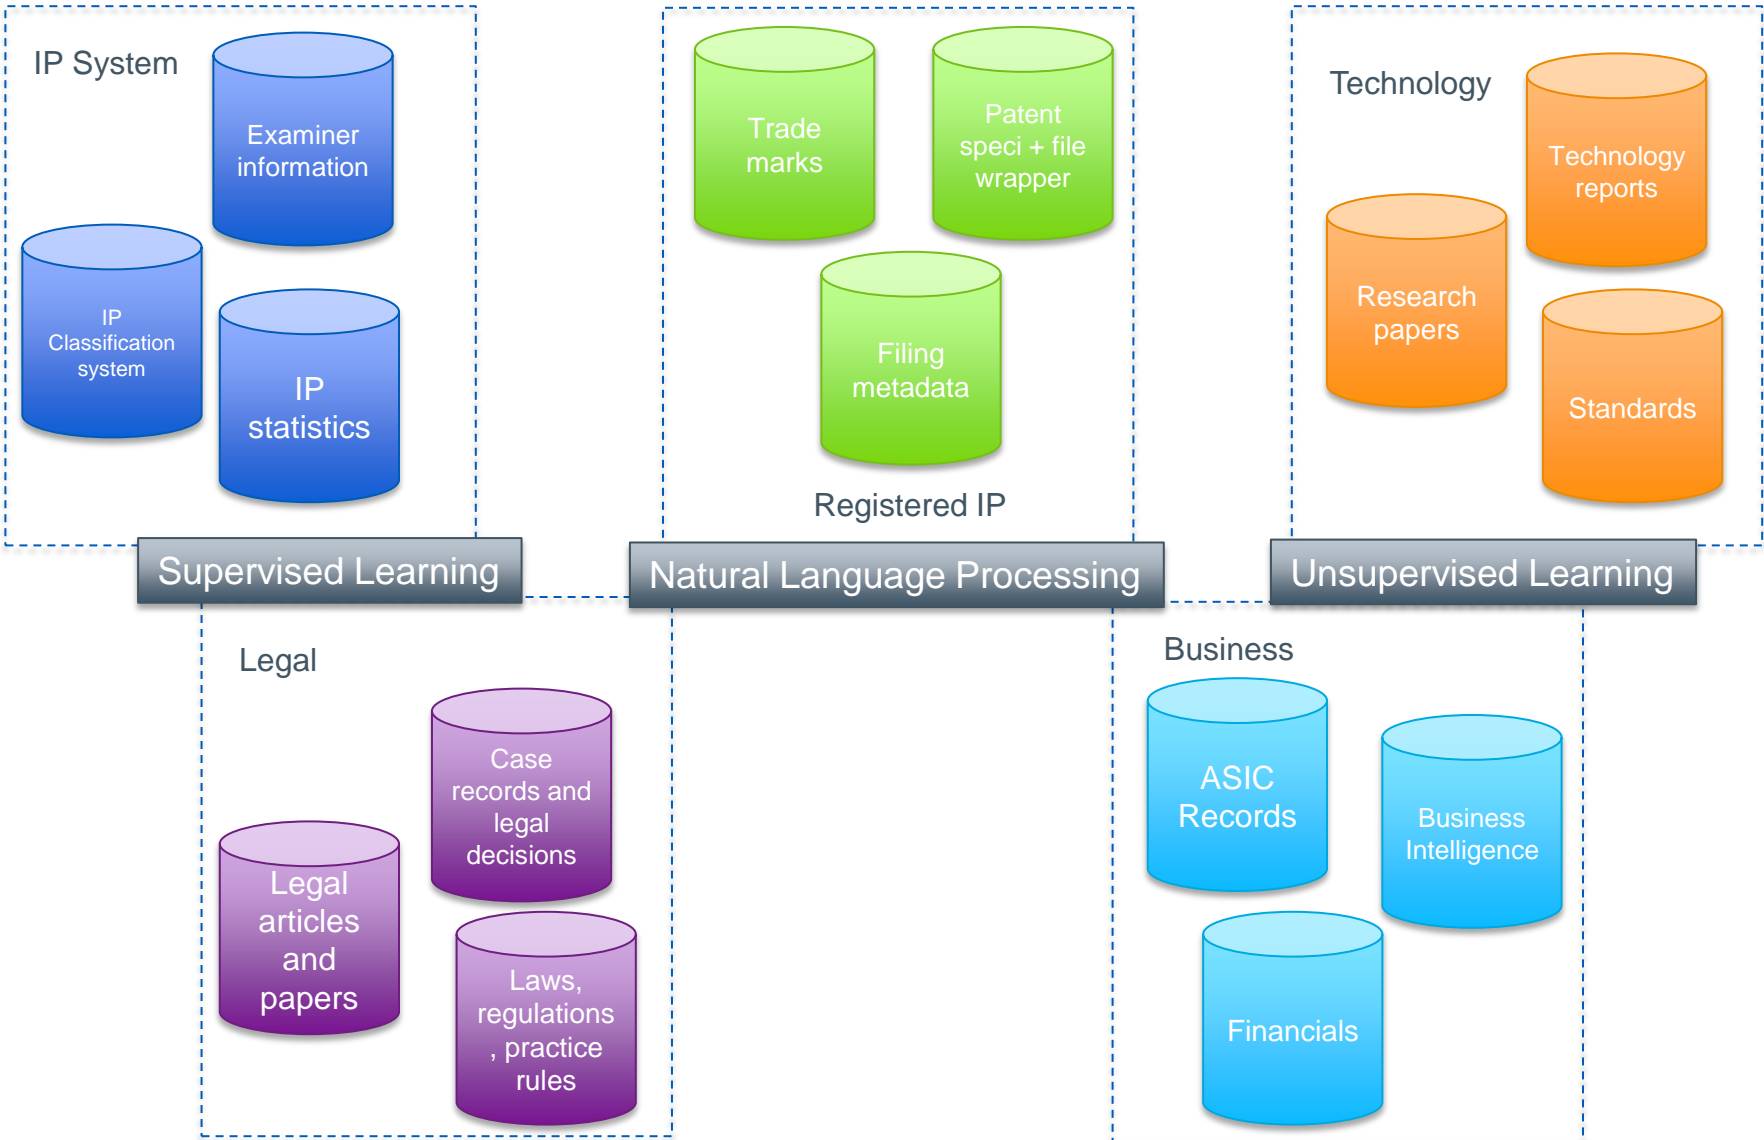 IP System
Examiner
information
IP
Classification
system
IP
statistics
Trade
marks
Patent
speci + file
wrapper
Filing
metadata
Registered IP
Technology
Technology
reports
Research
papers
Standards
Supervised Learning
Natural Language Processing
Unsupervised Learning
Legal
Case
records and
legal
decisions
Legal
articles
and
papers
Laws,
regulations
, practice
rules
Business
ASIC
Records
Business
Intelligence
Financials